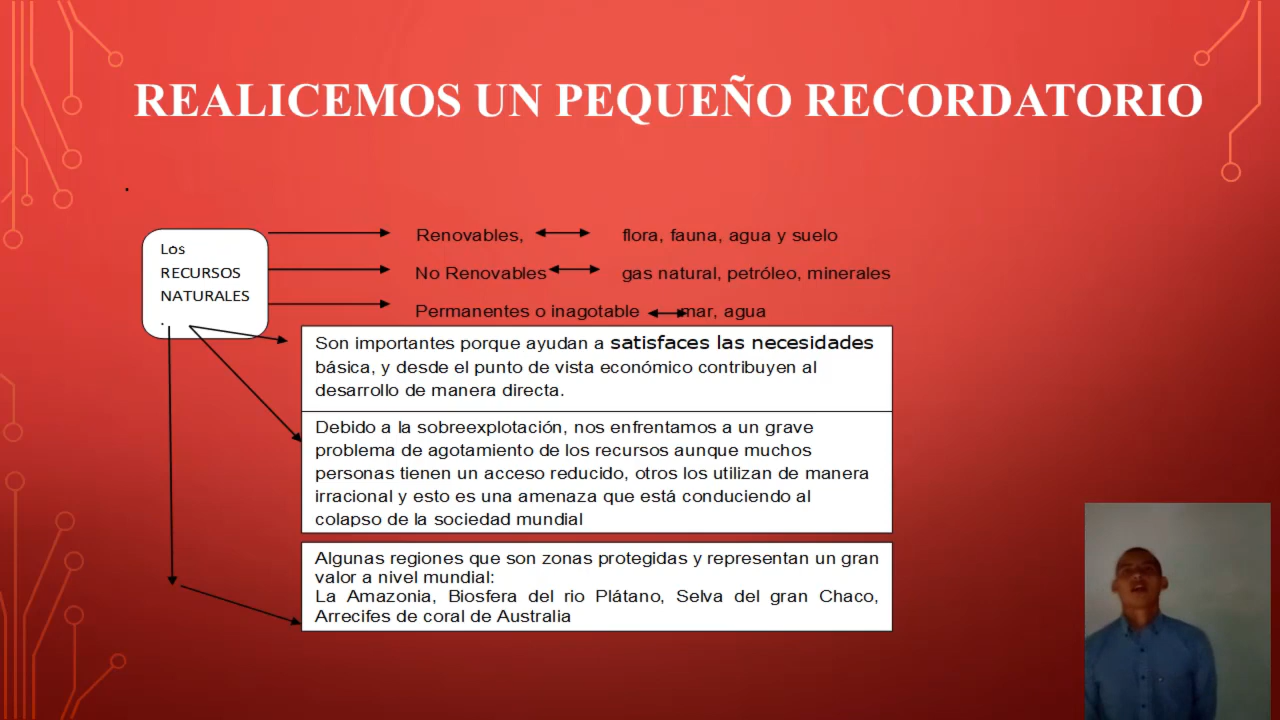 REALICEMOS UN PEQUEÑO RECORDATORIO
.
Los
RECURSOS
NATURALES
.
Renovables, flora, fauna, agua y suelo
No Renovables gas natural, petróleo, minerales
Permanentes o inagotable mar, agua
Son importantes porque ayudan a satisfaces las necesidades
básica, y desde el punto de vista económico contribuyen al
desarrollo de manera directa.
Debido a la sobreexplotación, nos enfrentamos a un grave
problema de agotamiento de los recursos aunque muchos
personas tienen un acceso reducido, otros los utilizan de manera
irracional y esto es una amenaza que está conduciendo al
colapso de la sociedad mundial
Algunas regiones que son zonas protegidas y representan un gran
valor a nivel mundial:
La Amazonia, Biosfera del rio Plátano, Selva del gran Chaco,
Arrecifes de coral de Australia